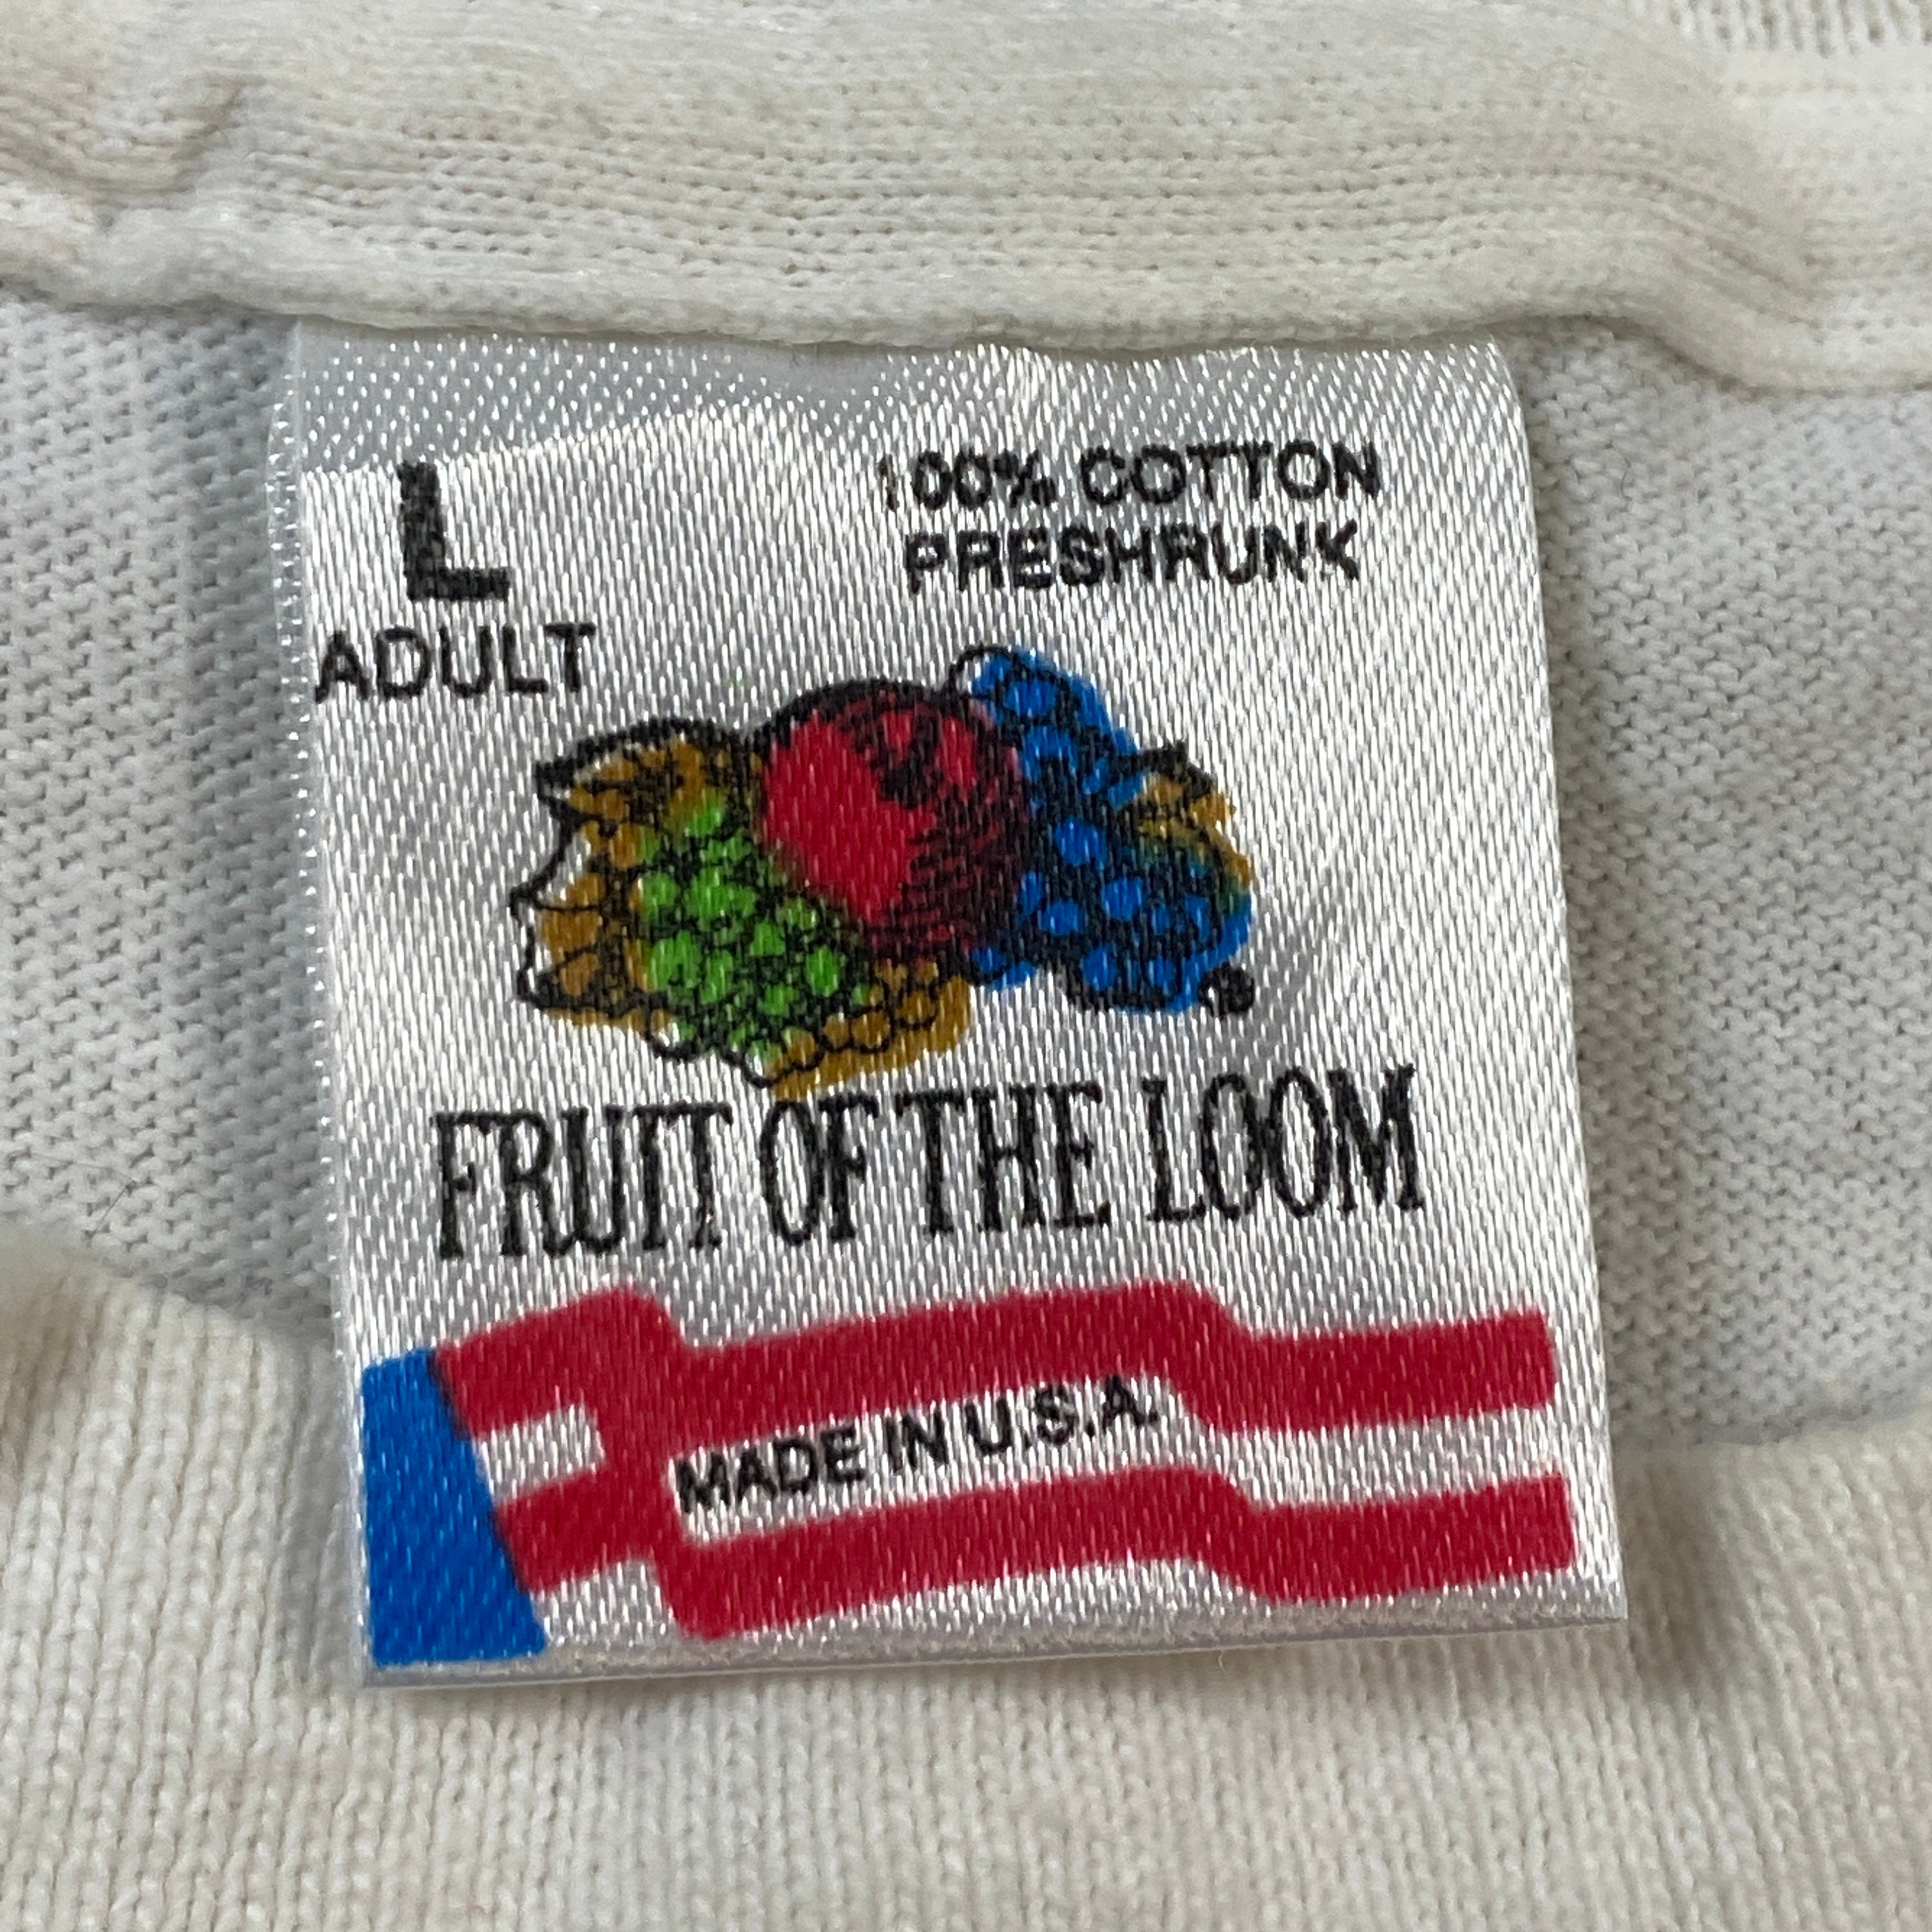 L
ADULT
100% COTTON
PRESHRUNK
®
FRUIT OF THE LOOM
MADE IN U.S.A.